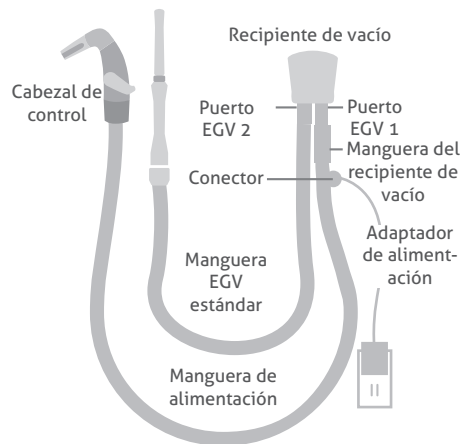 Recipiente de vacío
Cabezal de
control
Puerto
EGV 2
Puerto
EGV 1
Manguera del
recipiente de
vacío
Conector
Adaptador
de aliment-
ación
Manguera
EGV
estándar
Manguera de
alimentación